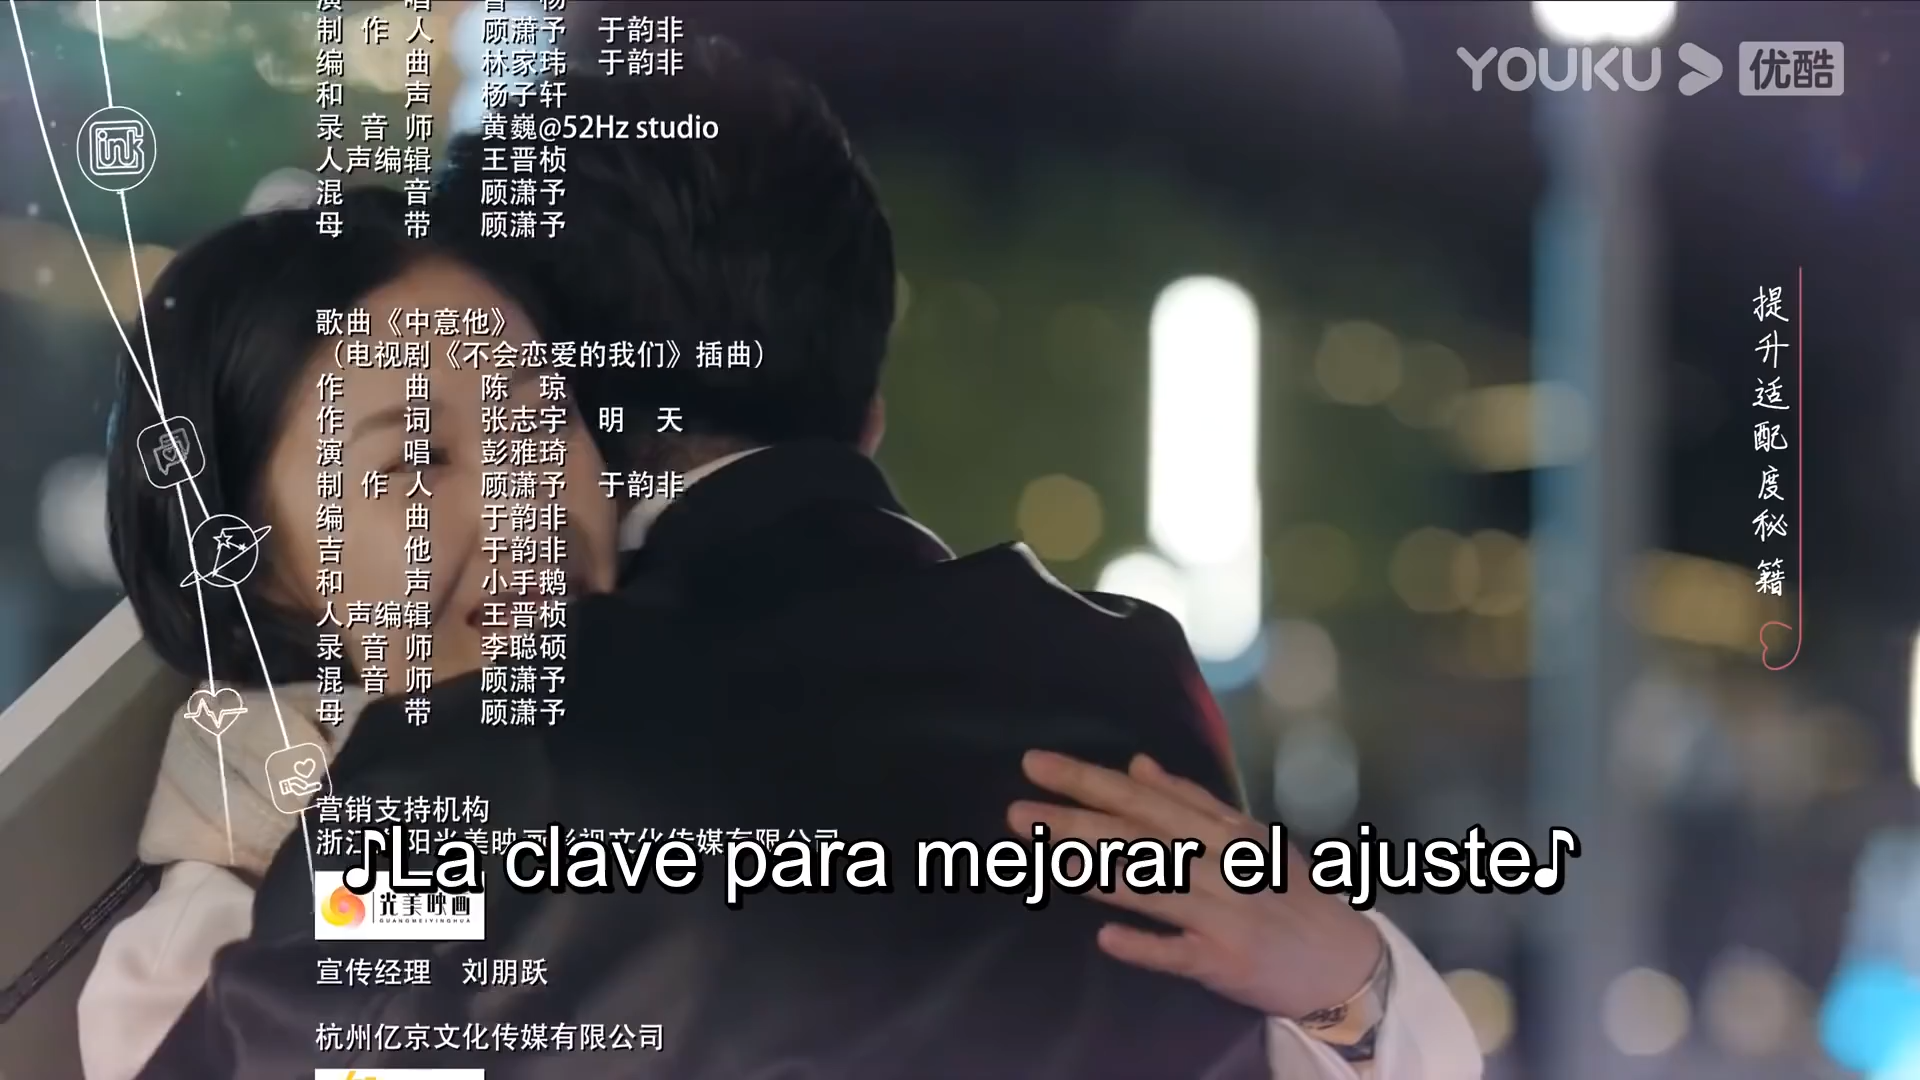 YOUKU 优酷
制作人 顾潇予 于韵非
编曲 林家玮 于韵非
和声 杨子轩
录音师 黄巍@52Hz studio
人声编辑 王晋桢
混音 顾潇予
母带 顾潇予
歌曲《中意他》
（电视剧《不会恋爱的我们》插曲）
作曲 陈琼
作词 张志宇 明天
演唱 彭雅琦
制作人 顾潇予 于韵非
编曲 于韵非
吉他 于韵非
和声 小手鹅
人声编辑 王晋桢
录音师 李聪硕
混音师 顾潇予
母带 顾潇予
营销支持机构
♪La clave para mejorar el ajuste♪
光美映画
GUANGMEIYINGHUA
宣传经理 刘朋跃
杭州亿京文化传媒有限公司
提升适配度秘籍
ink